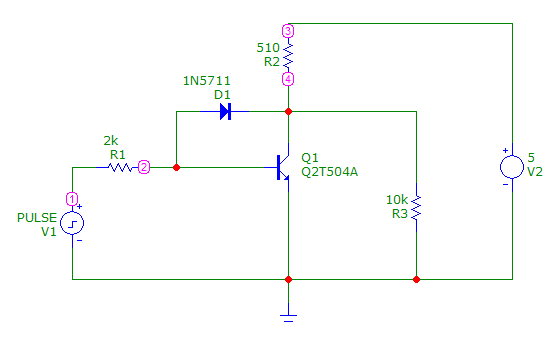 3
510
R2
4
1N5711
D1
2k
R1
2
Q1
Q2T504A
5
V2
+
-
1
+
PULSE
V1
-
10k
R3